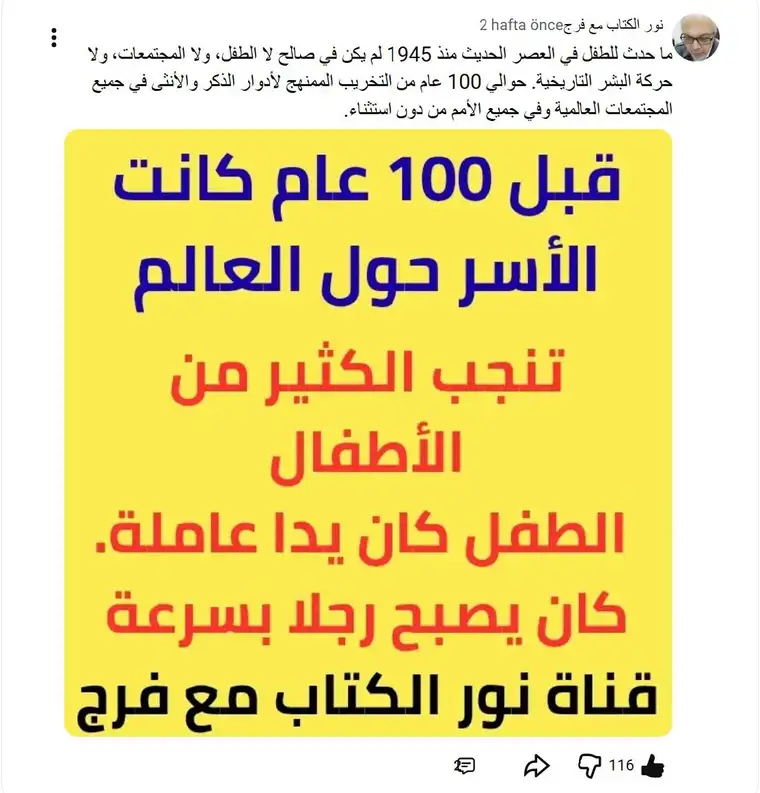 نور الكتاب مع فرج 2 hafta önce
ما حدث للطفل في العصر الحديث منذ 1945 لم يكن في صالح لا الطفل، ولا المجتمعات، ولا
حركة البشر التاريخية. حوالي 100 عام من التخريب الممنهج لأدوار الذكر والأنثى في جميع
المجتمعات العالمية وفي جميع الأمم من دون استثناء.
قبل 100 عام كانت
الأسر حول العالم
تنجب الكثير من
الأطفال
الطفل كان يدا عاملة.
كان يصبح رجلا بسرعة
قناة نور الكتاب مع فرج
116
2